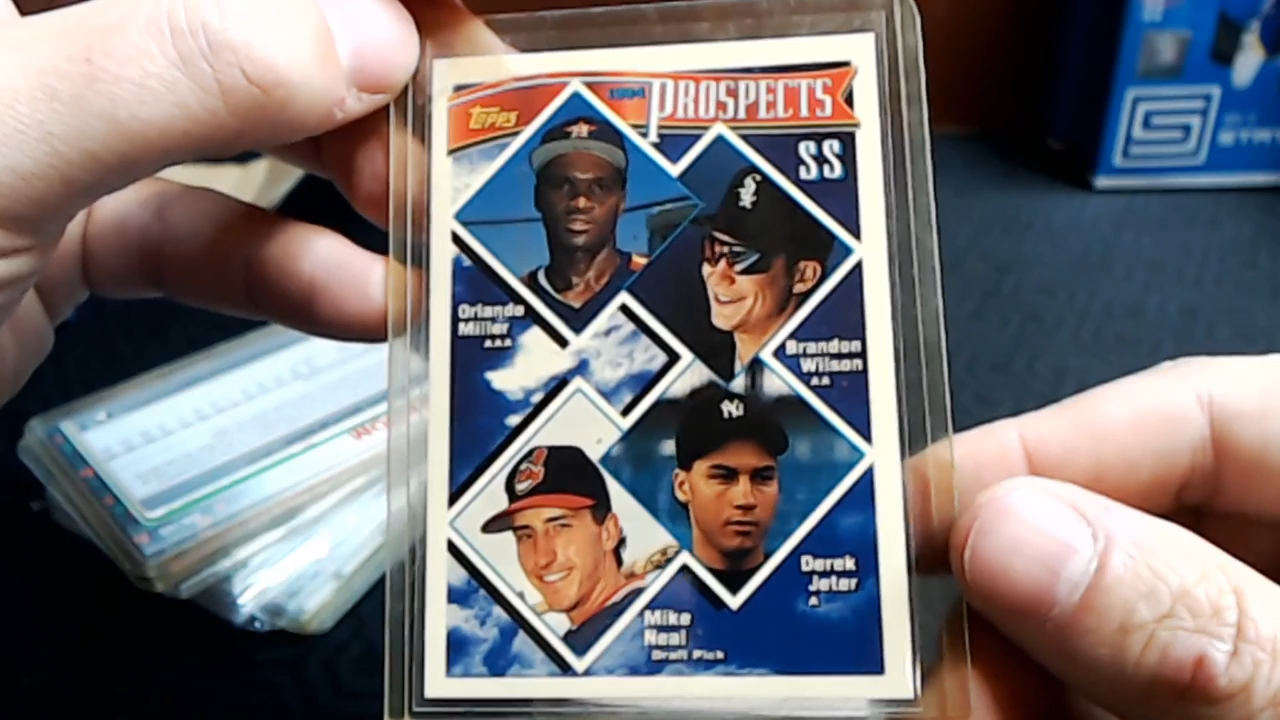 Topps
1994 PROSPECTS
SS
Orlando
Miller
AAA
Brandon
Wilson
AA
Derek
Jeter
A
Mike
Neal
Draft Pick